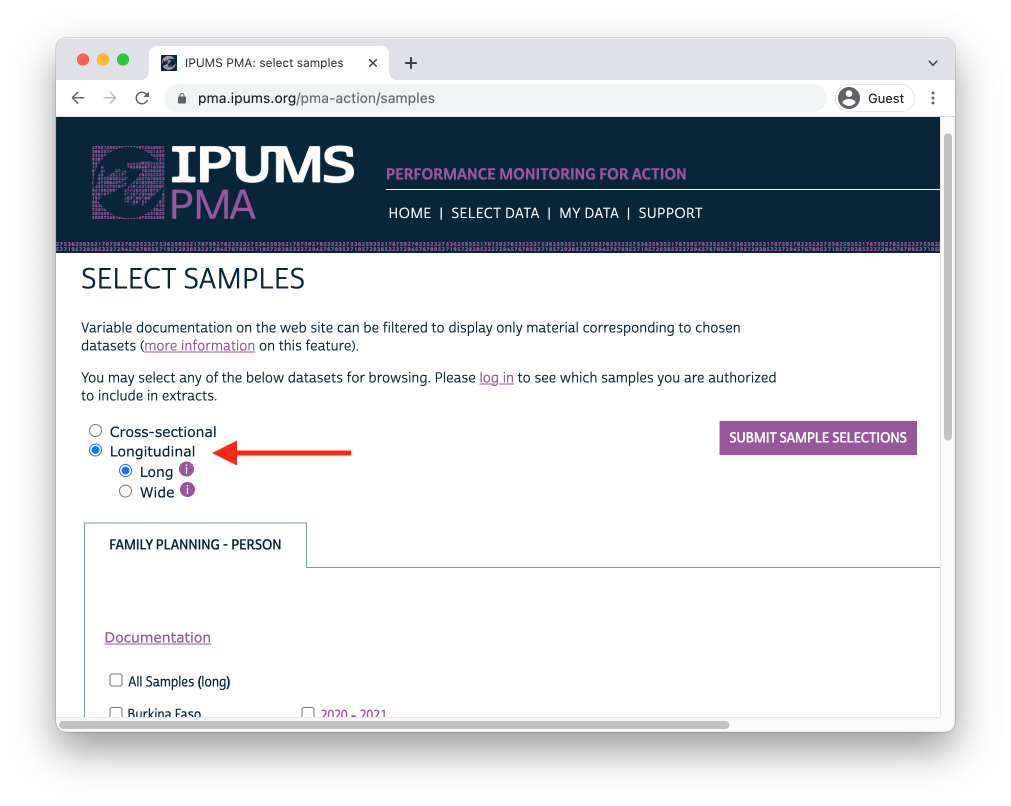 IPUMS PMA: select samples
pma.ipums.org/pma-action/samples
Guest
IPUMS
PMA
PERFORMANCE MONITORING FOR ACTION
HOME | SELECT DATA | MY DATA | SUPPORT
SELECT SAMPLES
Variable documentation on the web site can be filtered to display only material corresponding to chosen
datasets (more information on this feature).
You may select any of the below datasets for browsing. Please log in to see which samples you are authorized
to include in extracts.
Cross-sectional
Longitudinal
Long i
Wide i
SUBMIT SAMPLE SELECTIONS
FAMILY PLANNING - PERSON
Documentation
All Samples (long)
Burkina Faso 2020 - 2021